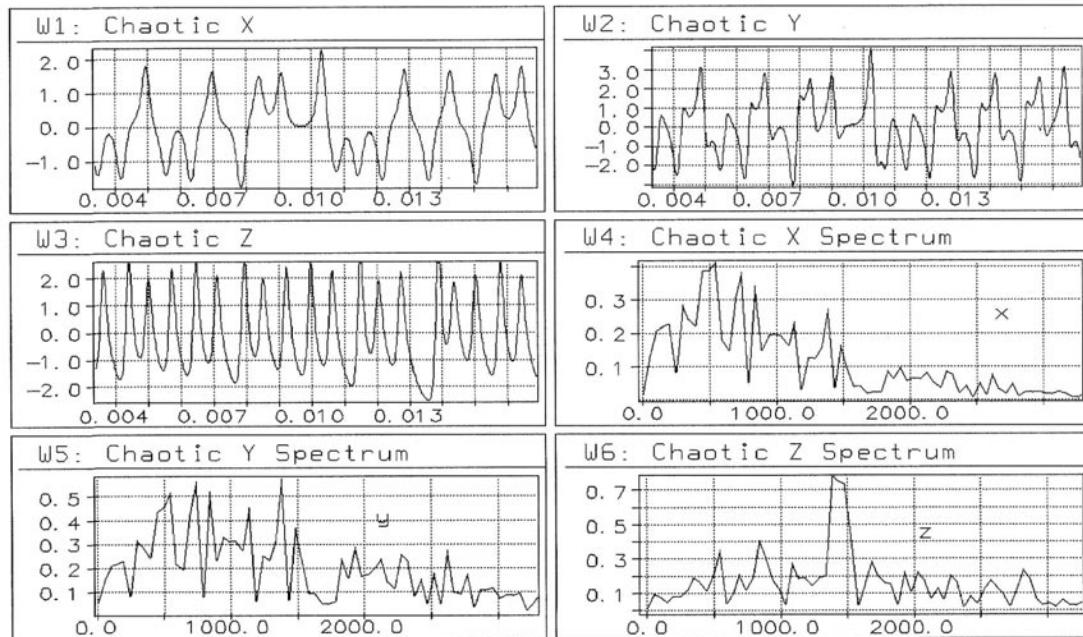 W1: Chaotic X
2.0
1.0
0.0
-1.0
0.004 0.007 0.010 0.013
W2: Chaotic Y
3.0
2.0
1.0
0.0
-1.0
-2.0
0.004 0.007 0.010 0.013
W3: Chaotic Z
2.0
1.0
0.0
-1.0
-2.0
0.004 0.007 0.010 0.013
W4: Chaotic X Spectrum
0.3
0.2
0.1
x
0.0 1000.0 2000.0
W5: Chaotic Y Spectrum
0.5
0.4
0.3
0.2
0.1
y
0.0 1000.0 2000.0
W6: Chaotic Z Spectrum
0.7
0.5
0.3
0.1
z
0.0 1000.0 2000.0